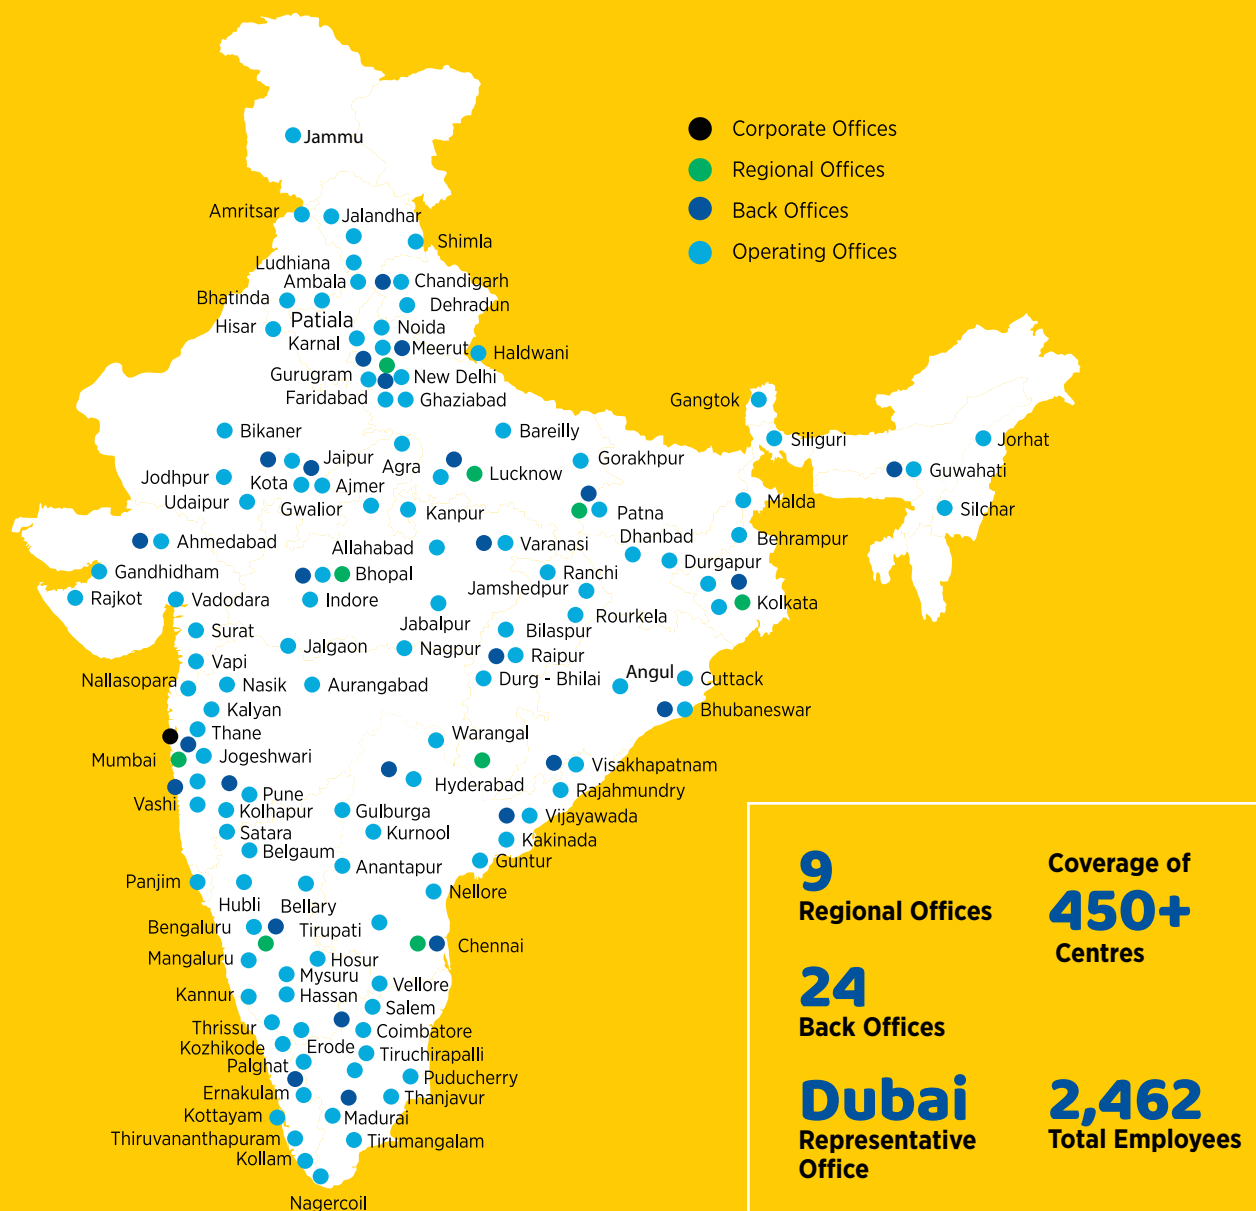 Jammu
Corporate Offices
Regional Offices
Back Offices
Operating Offices
Amritsar
Jalandhar
Shimla
Ludhiana
Ambala
Chandigarh
Bhatinda
Dehradun
Patiala
Hisar
Noida
Karnal
Meerut
Haldwani
Gurugram
New Delhi
Faridabad
Ghaziabad
Gangtok
Bikaner
Bareilly
Siliguri
Jorhat
Jaipur
Agra
Lucknow
Gorakhpur
Guwahati
Jodhpur
Kota
Ajmer
Udaipur
Gwalior
Kanpur
Patna
Malda
Silchar
Dhanbad
Behrampur
Ahmedabad
Allahabad
Varanasi
Durgapur
Gandhidham
Bhopal
Ranchi
Jamshedpur
Rajkot
Vadodara
Indore
Kolkata
Jabalpur
Rourkela
Surat
Bilaspur
Jalgaon
Nagpur
Raipur
Vapi
Angul
Nallasopara
Nasik
Aurangabad
Durg - Bhilai
Cuttack
Kalyan
Bhubaneswar
Thane
Warangal
Mumbai
Jogeshwari
Visakhapatnam
Hyderabad
Rajahmundry
Vashi
Pune
Kolhapur
Gulburga
Vijayawada
Satara
Kurnool
Kakinada
Belgaum
Anantapur
Guntur
Panjim
Nellore
Hubli
Bellary
Bengaluru
Tirupati
Chennai
Mangaluru
Hosur
Mysuru
Vellore
Kannur
Hassan
Salem
Thrissur
Coimbatore
Kozhikode
Erode
Tiruchirapalli
Palghat
Puducherry
Ernakulam
Thanjavur
Kottayam
Madurai
Thiruvananthapuram
Tirumangalam
Kollam
Nagercoil
9
Regional Offices
Coverage of
450+
Centres
24
Back Offices
Dubai
Representative
Office
2,462
Total Employees